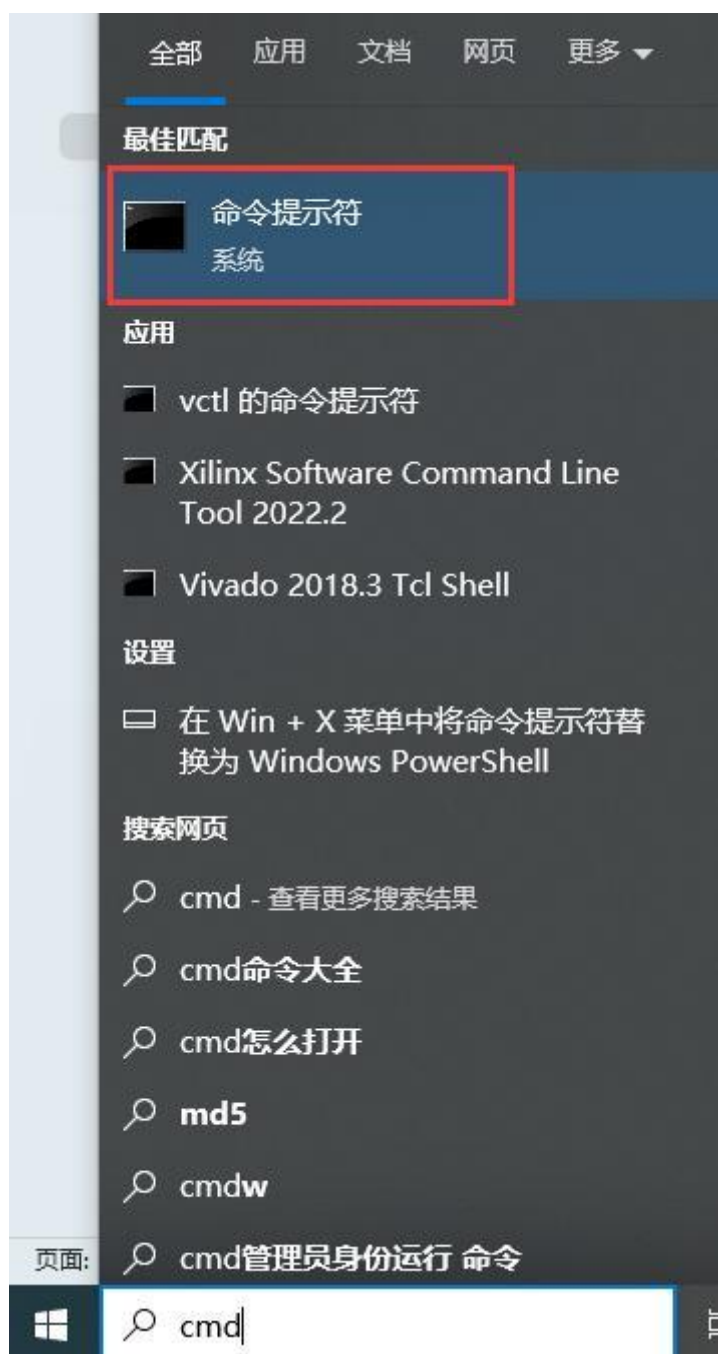 全部 应用 文档 网页 更多
最佳匹配
命令提示符
系统
应用
vctl 的命令提示符
Xilinx Software Command Line
Tool 2022.2
Vivado 2018.3 Tcl Shell
设置
在 Win + X 菜单中将命令提示符替
换为 Windows PowerShell
搜索网页
cmd - 查看更多搜索结果
cmd命令大全
cmd怎么打开
md5
cmdw
cmd管理员身份运行 命令
页面:
cmd